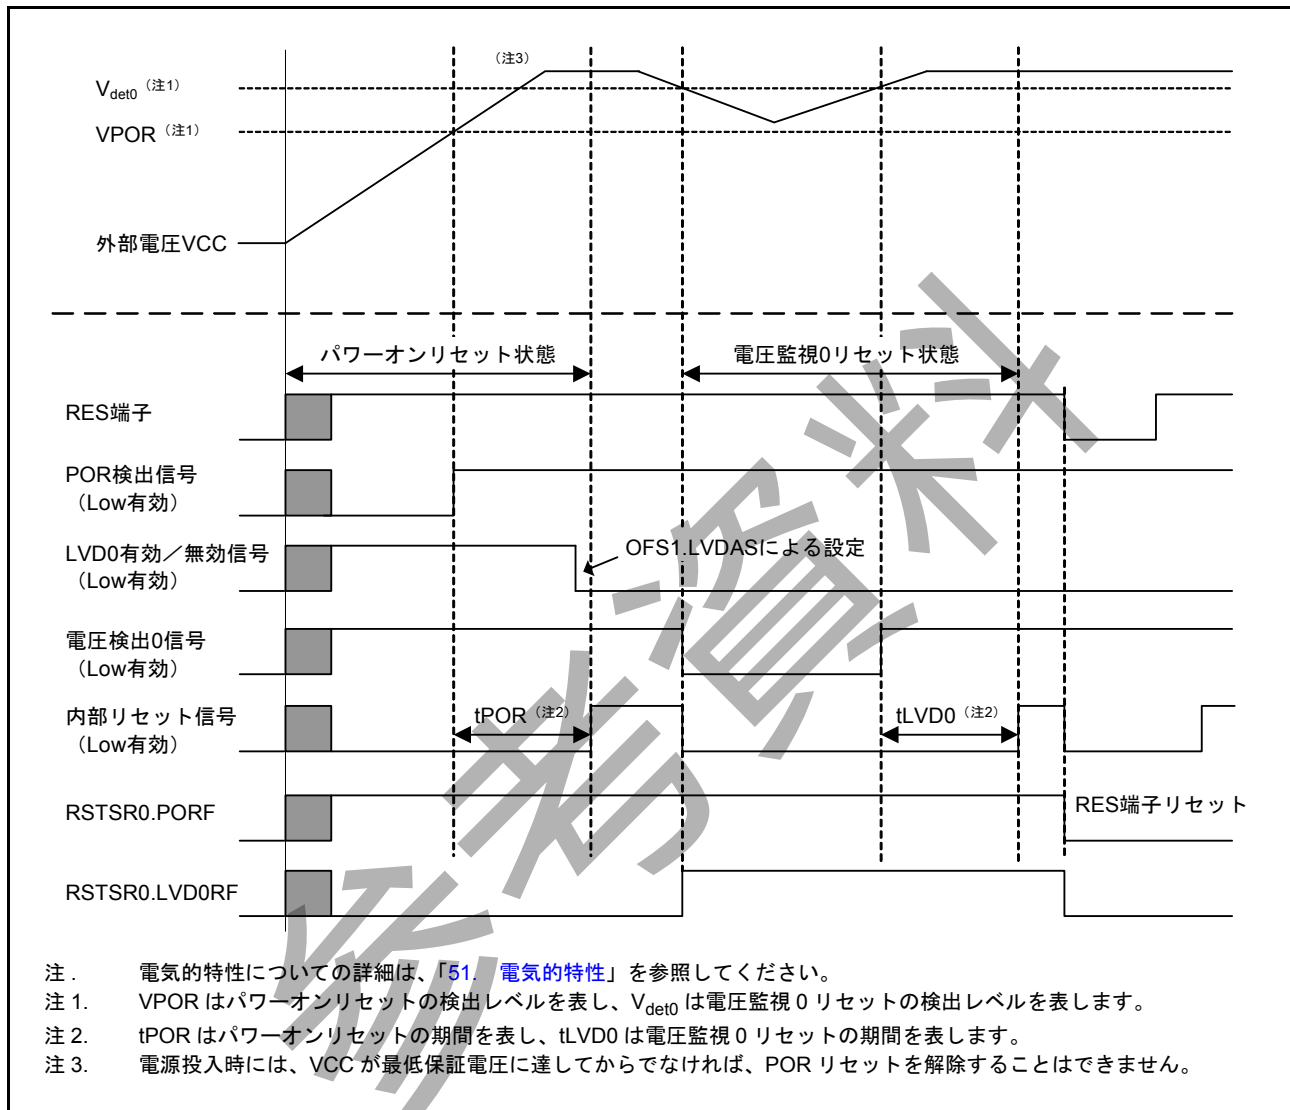 （注3）
Vdet0（注1）
VPOR（注1）
外部電圧VCC
パワーオンリセット状態
電圧監視0リセット状態
RES端子
POR検出信号
（Low有効）
OFS1.LVDASによる設定
LVD0有効／無効信号
（Low有効）
電圧検出0信号
（Low有効）
内部リセット信号
（Low有効）
tPOR（注2）
tLVD0（注2）
RSTSR0.PORF
RES端子リセット
RSTSR0.LVD0RF
参考資料
注 . 電気的特性についての詳細は、「51. 電気的特性」を参照してください。
注 1. VPOR はパワーオンリセットの検出レベルを表し、Vdet0 は電圧監視 0 リセットの検出レベルを表します。
注 2. tPOR はパワーオンリセットの期間を表し、tLVD0 は電圧監視 0 リセットの期間を表します。
注 3. 電源投入時には、VCC が最低保証電圧に達してからでなければ、POR リセットを解除することはできません。